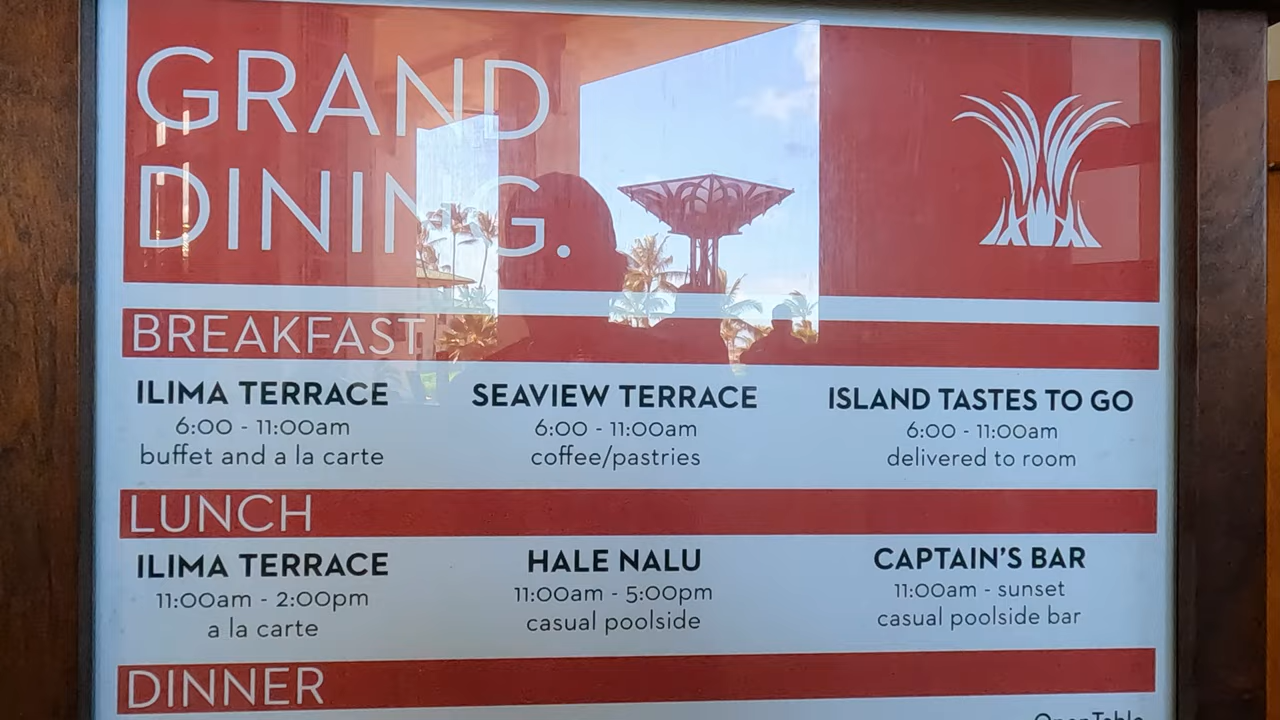 GRAND
DINING.
BREAKFAST
ILIMA TERRACE
6:00 - 11:00am
buffet and a la carte
SEAVIEW TERRACE
6:00 - 11:00am
coffee/pastries
ISLAND TASTES TO GO
6:00 - 11:00am
delivered to room
LUNCH
ILIMA TERRACE
11:00am - 2:00pm
a la carte
HALE NALU
11:00am - 5:00pm
casual poolside
CAPTAIN'S BAR
11:00am - sunset
casual poolside bar
DINNER
OpenTable